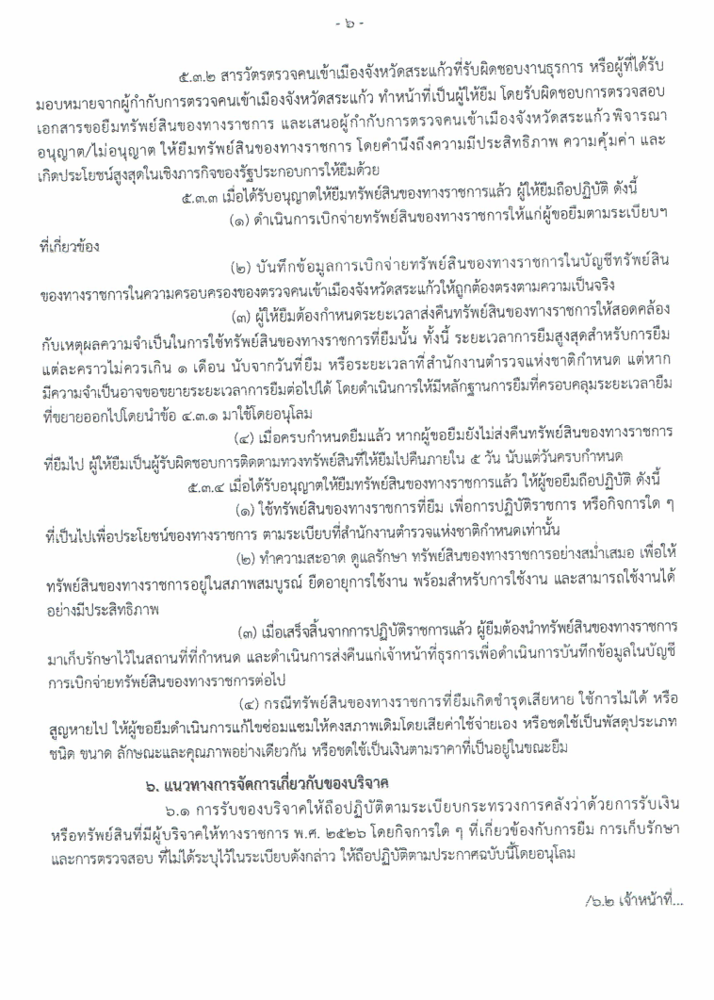 - ๖ -
๕.๓.๒ สารวัตรตรวจคนเข้าเมืองจังหวัดสระแก้วที่รับผิดชอบงานธุรการ หรือผู้ที่ได้รับ
มอบหมายจากผู้กำกับการตรวจคนเข้าเมืองจังหวัดสระแก้ว ทำหน้าที่เป็นผู้ให้ยืม โดยรับผิดชอบการตรวจสอบ
เอกสารขอยืมทรัพย์สินของทางราชการ และเสนอผู้กำกับการตรวจคนเข้าเมืองจังหวัดสระแก้วพิจารณา
อนุญาต/ไม่อนุญาต ให้ยืมทรัพย์สินของทางราชการ โดยคำนึงถึงความมีประสิทธิภาพ ความคุ้มค่า และ
เกิดประโยชน์สูงสุดในเชิงภารกิจของรัฐประกอบการให้ยืมด้วย
๕.๓.๓ เมื่อได้รับอนุญาตให้ยืมทรัพย์สินของทางราชการแล้ว ผู้ให้ยืมถือปฏิบัติ ดังนี้
(๑) ดำเนินการเบิกจ่ายทรัพย์สินของทางราชการให้แก่ผู้ขอยืมตามระเบียบฯ
ที่เกี่ยวข้อง
(๒) บันทึกข้อมูลการเบิกจ่ายทรัพย์สินของทางราชการในบัญชีทรัพย์สิน
ของทางราชการในความครอบครองของตรวจคนเข้าเมืองจังหวัดสระแก้วให้ถูกต้องตรงตามความเป็นจริง
(๓) ผู้ให้ยืมต้องกำหนดระยะเวลาส่งคืนทรัพย์สินของทางราชการให้สอดคล้อง
กับเหตุผลความจำเป็นในการใช้ทรัพย์สินของทางราชการที่ยืมนั้น ทั้งนี้ ระยะเวลาการยืมสูงสุดสำหรับการยืม
แต่ละคราวไม่ควรเกิน ๑ เดือน นับจากวันที่ยืม หรือระยะเวลาที่สำนักงานตำรวจแห่งชาติกำหนด แต่หาก
มีความจำเป็นอาจขอขยายระยะเวลาการยืมต่อไปได้ โดยดำเนินการให้มีหลักฐานการยืมที่ครอบคลุมระยะเวลายืม
ที่ขยายออกไปโดยนำข้อ ๔.๓.๑ มาใช้โดยอนุโลม
(๔) เมื่อครบกำหนดยืมแล้ว หากผู้ขอยืมยังไม่ส่งคืนทรัพย์สินของทางราชการ
ที่ยืมไป ผู้ให้ยืมเป็นผู้รับผิดชอบการติดตามทวงทรัพย์สินที่ให้ยืมไปคืนภายใน ๕ วัน นับแต่วันครบกำหนด
๕.๓.๔ เมื่อได้รับอนุญาตให้ยืมทรัพย์สินของทางราชการแล้ว ให้ผู้ขอยืมถือปฏิบัติ ดังนี้
(๑) ใช้ทรัพย์สินของทางราชการที่ยืม เพื่อการปฏิบัติราชการ หรือกิจการใด ๆ
ที่เป็นไปเพื่อประโยชน์ของทางราชการ ตามระเบียบที่สำนักงานตำรวจแห่งชาติกำหนดเท่านั้น
(๒) ทำความสะอาด ดูแลรักษา ทรัพย์สินของทางราชการอย่างสม่ำเสมอ เพื่อให้
ทรัพย์สินของทางราชการอยู่ในสภาพสมบูรณ์ ยืดอายุการใช้งาน พร้อมสำหรับการใช้งาน และสามารถใช้งานได้
อย่างมีประสิทธิภาพ
(๓) เมื่อเสร็จสิ้นจากการปฏิบัติราชการแล้ว ผู้ยืมต้องนำทรัพย์สินของทางราชการ
มาเก็บรักษาไว้ในสถานที่ที่กำหนด และดำเนินการส่งคืนแก่เจ้าหน้าที่ธุรการเพื่อดำเนินการบันทึกข้อมูลในบัญชี
การเบิกจ่ายทรัพย์สินของทางราชการต่อไป
(๔) กรณีทรัพย์สินของทางราชการที่ยืมเกิดชำรุดเสียหาย ใช้การไม่ได้ หรือ
สูญหายไป ให้ผู้ขอยืมดำเนินการแก้ไขซ่อมแซมให้คงสภาพเดิมโดยเสียค่าใช้จ่ายเอง หรือชดใช้เป็นพัสดุประเภท
ชนิด ขนาด ลักษณะและคุณภาพอย่างเดียวกัน หรือชดใช้เป็นเงินตามราคาที่เป็นอยู่ในขณะยืม
๖. แนวทางการจัดการเกี่ยวกับของบริจาค
๖.๑ การรับของบริจาคให้ถือปฏิบัติตามระเบียบกระทรวงการคลังว่าด้วยการรับเงิน
หรือทรัพย์สินที่มีผู้บริจาคให้ทางราชการ พ.ศ. ๒๕๒๖ โดยกิจการใด ๆ ที่เกี่ยวข้องกับการยืม การเก็บรักษา
และการตรวจสอบ ที่ไม่ได้ระบุไว้ในระเบียบดังกล่าว ให้ถือปฏิบัติตามประกาศฉบับนี้โดยอนุโลม
/๖.๒ เจ้าหน้าที่...